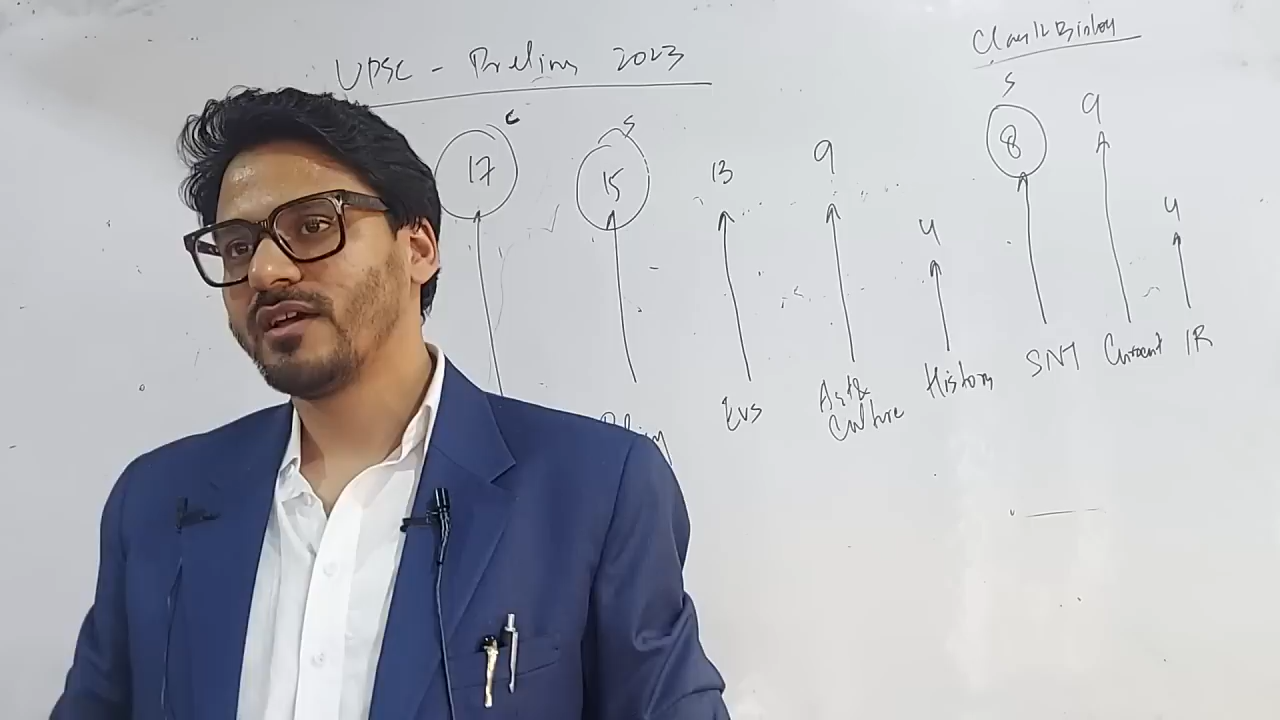 UPSC - Prelims 2023
Class 12 Biology
17
15
13
9
4
8
9
4
S
S
EVS
Art &
Culture
History
SNT
Current
IR